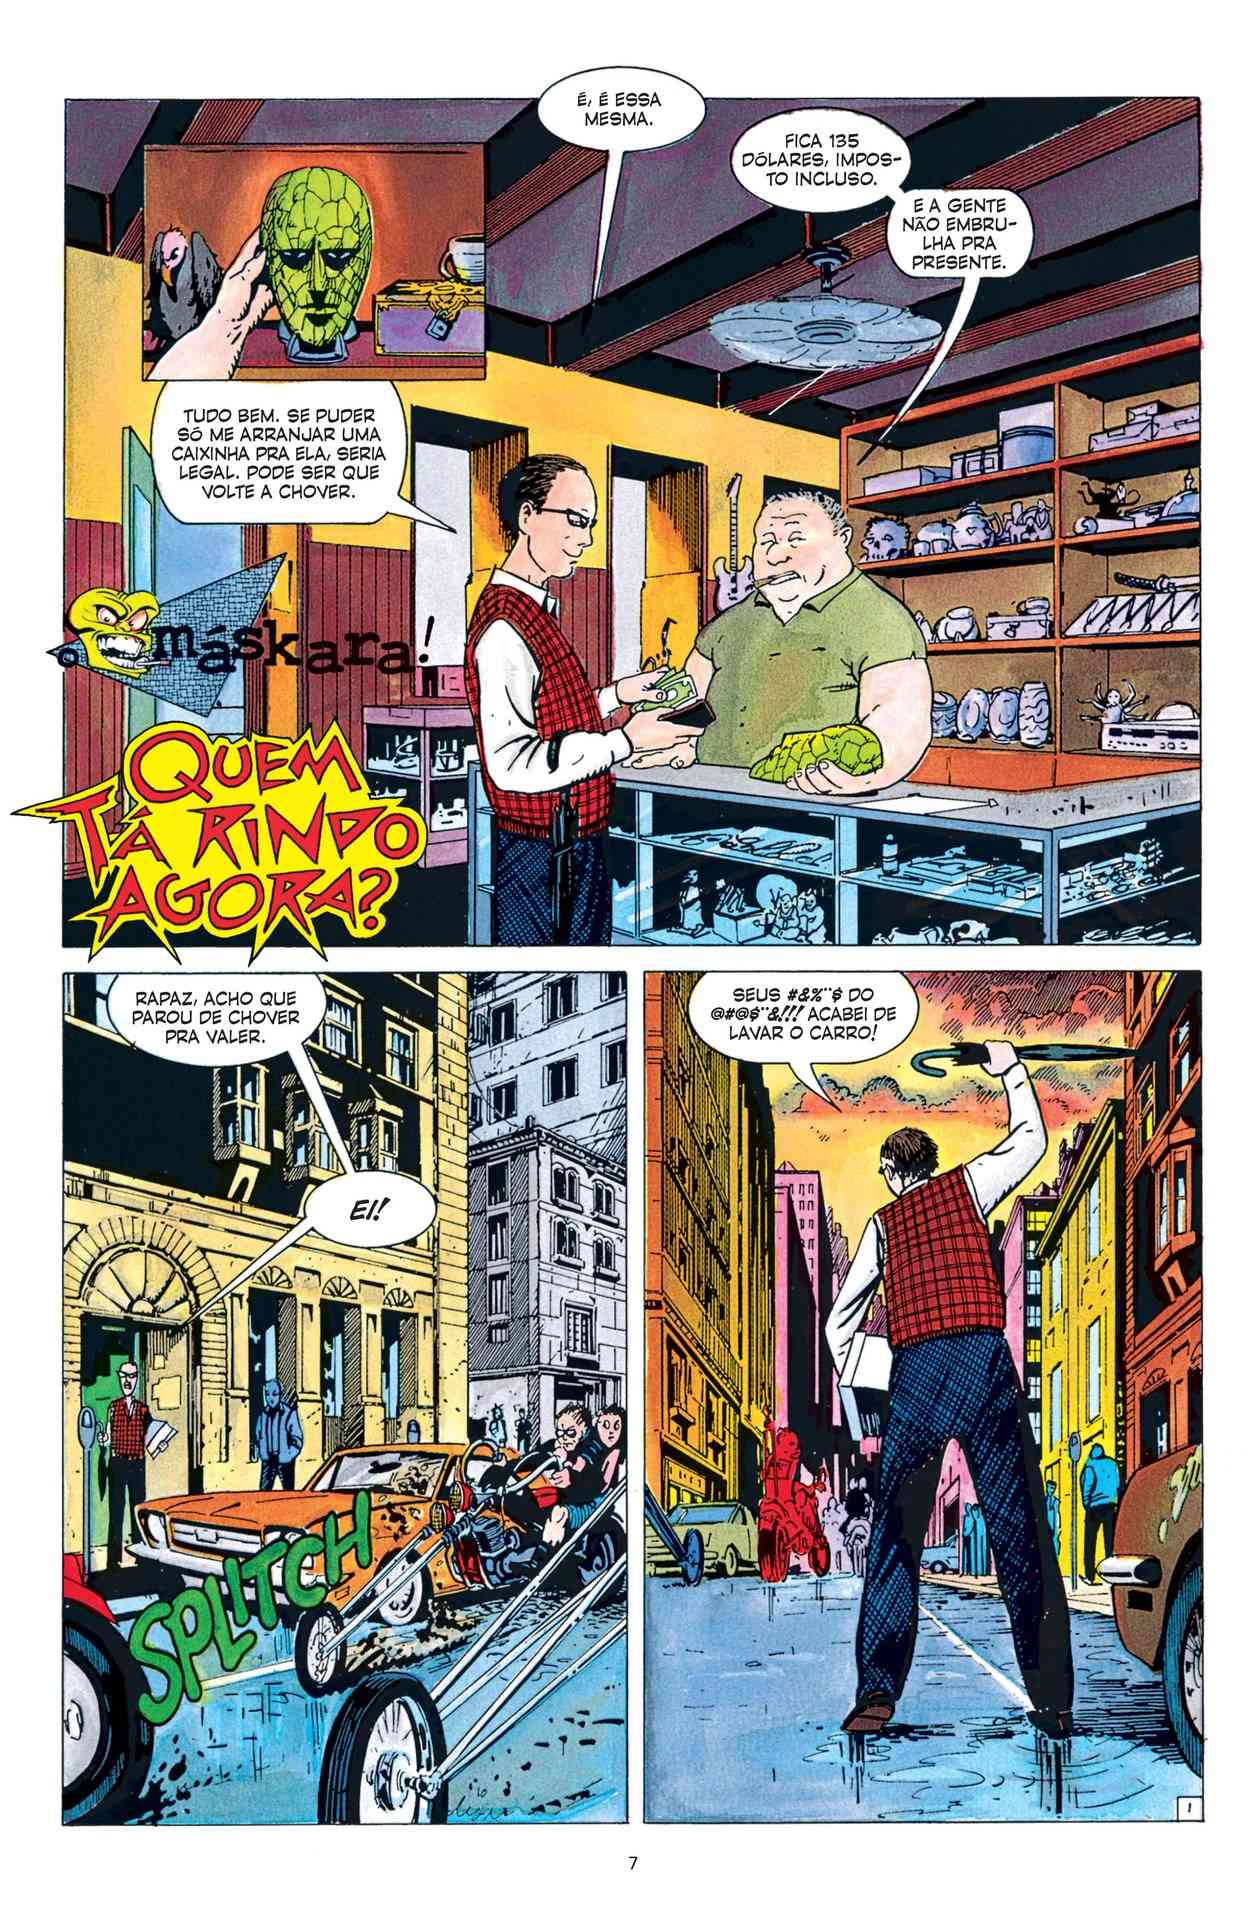 É, É ESSA
MESMA.
FICA 135
DÓLARES, IMPOS-
TO INCLUSO.
E A GENTE
NÃO EMBRU-
LHA PRA
PRESENTE.
TUDO BEM. SE PUDER
SÓ ME ARRANJAR UMA
CAIXINHA PRA ELA, SERIA
LEGAL. PODE SER QUE
VOLTE A CHOVER.
O máskara!
QUEM
TÁ RINDO
AGORA?
RAPAZ, ACHO QUE
PAROU DE CHOVER
PRA VALER.
EI!
SPLITCH
SEUS #&%¨$ DO
@#@$¨&!!! ACABEI DE
LAVAR O CARRO!
1
7